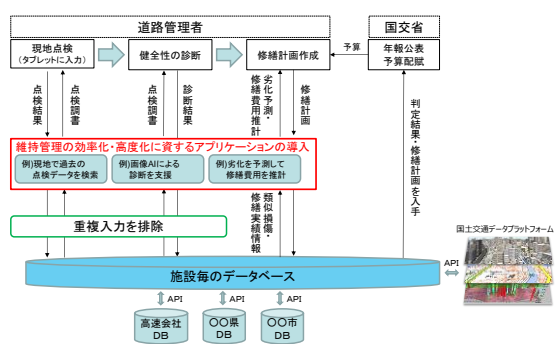 道路管理者
国交省
現地点検
(タブレットに入力)
健全性の診断
修繕計画作成
予算
年報公表
予算配賦
点検結果
点検調書
点検調書
診断結果
劣化予測・
修繕費用推計
修繕計画
判定結果・修繕計画を入手
維持管理の効率化・高度化に資するアプリケーションの導入
例)現地で過去の
点検データを検索
例)画像AIによる
診断を支援
例)劣化を予測して
修繕費用を推計
類似損傷・
修繕実績情報
重複入力を排除
国土交通データプラットフォーム
API
施設毎のデータベース
API
API
API
高速会社
DB
〇〇県
DB
〇〇市
DB